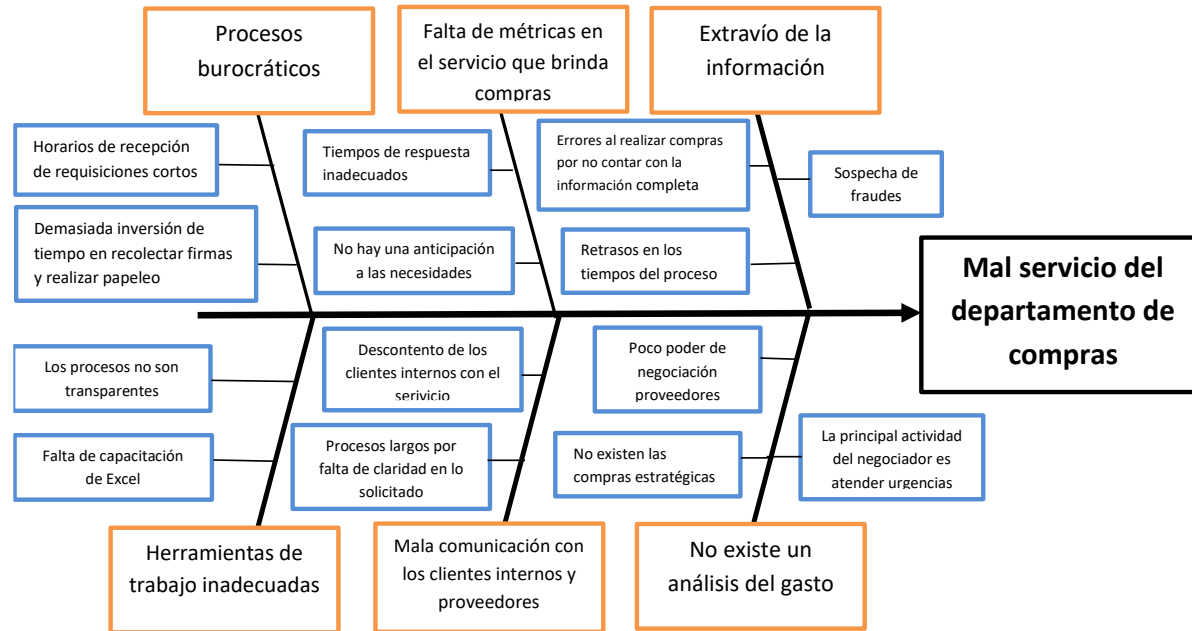 Procesos
burocráticos
Falta de métricas en
el servicio que brinda
compras
Extravío de la
información
Horarios de recepción
de requisiciones cortos
Tiempos de respuesta
inadecuados
Errores al realizar compras
por no contar con la
información completa
Sospecha de
fraudes
Demasiada inversión de
tiempo en recolectar firmas
y realizar papeleo
No hay una anticipación
a las necesidades
Retrasos en los
tiempos del proceso
Mal servicio del
departamento de
compras
Los procesos no son
transparentes
Descontento de los
clientes internos con el
serivicio
Poco poder de
negociación
proveedores
Falta de capacitación
de Excel
Procesos largos por
falta de claridad en lo
solicitado
No existen las
compras estratégicas
La principal actividad
del negociador es
atender urgencias
Herramientas de
trabajo inadecuadas
Mala comunicación con
los clientes internos y
proveedores
No existe un
análisis del gasto